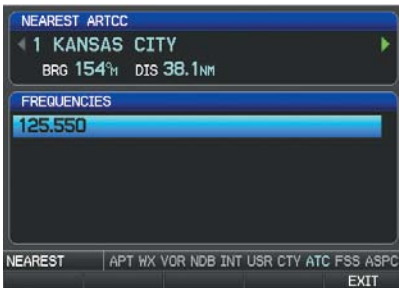 NEAREST ARTCC
1 KANSAS CITY
BRG 154°M DIS 38.1NM
FREQUENCIES
125.550
NEAREST APT WX VOR NDB INT USR CTY ATC FSS ASPC
EXIT